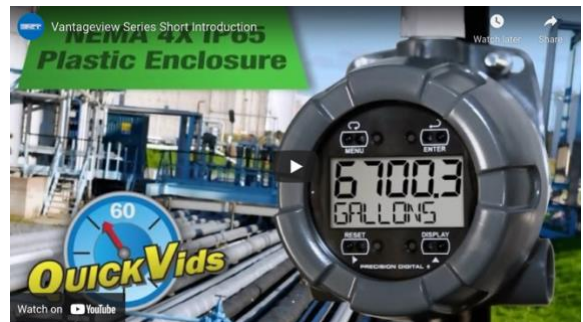 Vantageview Series Short Introduction
Watch later
Share
NEMA 4X IP65
Plastic Enclosure
MENU
ENTER
6700.3
GALLONS
RESET
DISPLAY
PRECISION DIGITAL
60
QUICKVIDS
Watch on YouTube